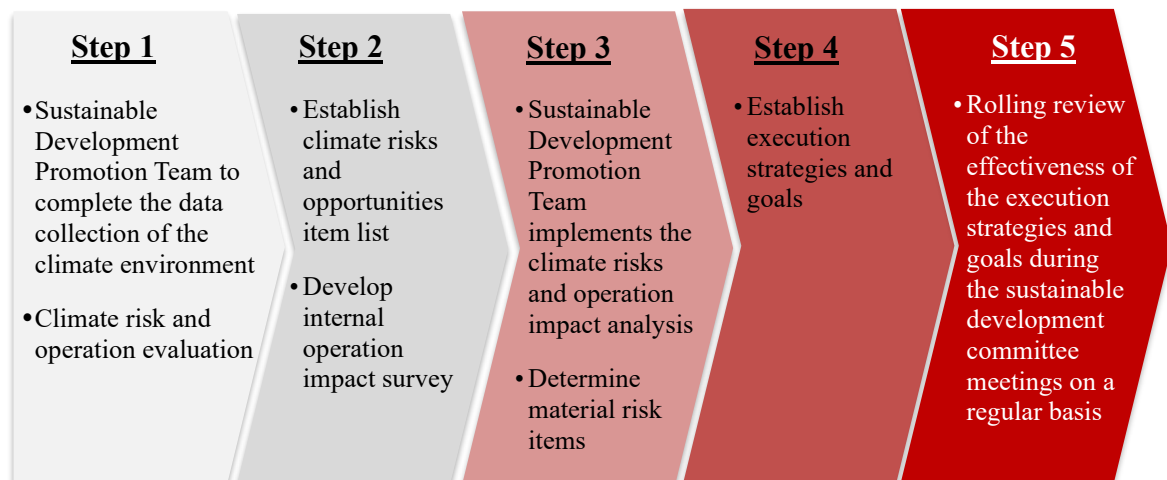 Step 1
•Sustainable
Development
Promotion Team to
complete the data
collection of the
climate environment
•Climate risk and
operation evaluation
Step 2
•Establish
climate risks
and
opportunities
item list
•Develop
internal
operation
impact survey
Step 3
•Sustainable
Development
Promotion
Team
implements the
climate risks
and operation
impact analysis
•Determine
material risk
items
Step 4
•Establish
execution
strategies and
goals
Step 5
•Rolling review
of the
effectiveness of
the execution
strategies and
goals during
the sustainable
development
committee
meetings on a
regular basis